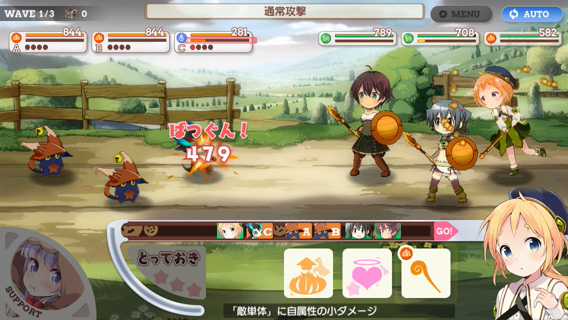 WAVE 1/3 0
通常攻撃
MENU
AUTO
844
A
844
B
281
C
789
708
582
ばつぐん!
479
C A B GO!
とっておき
SUPPORT
「敵単体」に自属性の小ダメージ